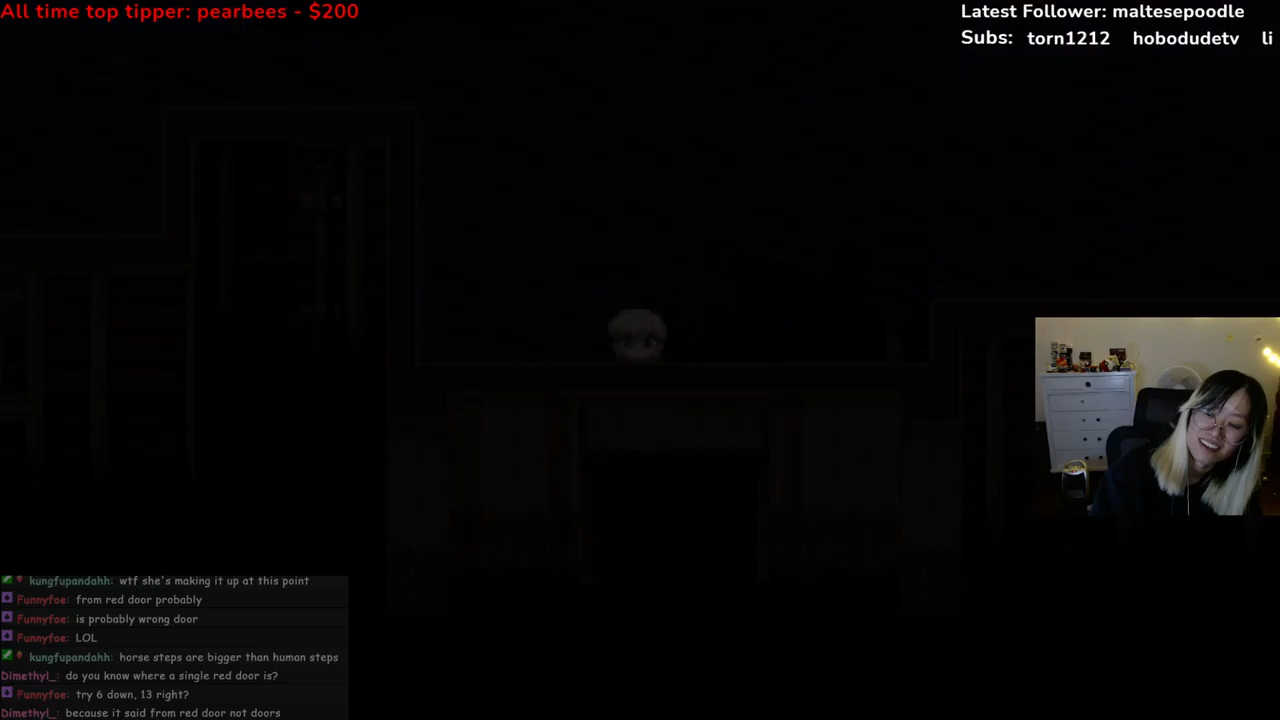 All time top tipper: pearbees - $200
Latest Follower: maltesepoodle
Subs: torn1212 hobodudetv li
kungfupandahh: wtf she's making it up at this point
Funnyfoe: from red door probably
Funnyfoe: is probably wrong door
Funnyfoe: LOL
kungfupandahh: horse steps are bigger than human steps
Dimethyl_: do you know where a single red door is?
Funnyfoe: try 6 down, 13 right?
Dimethyl_: because it said from red door not doors